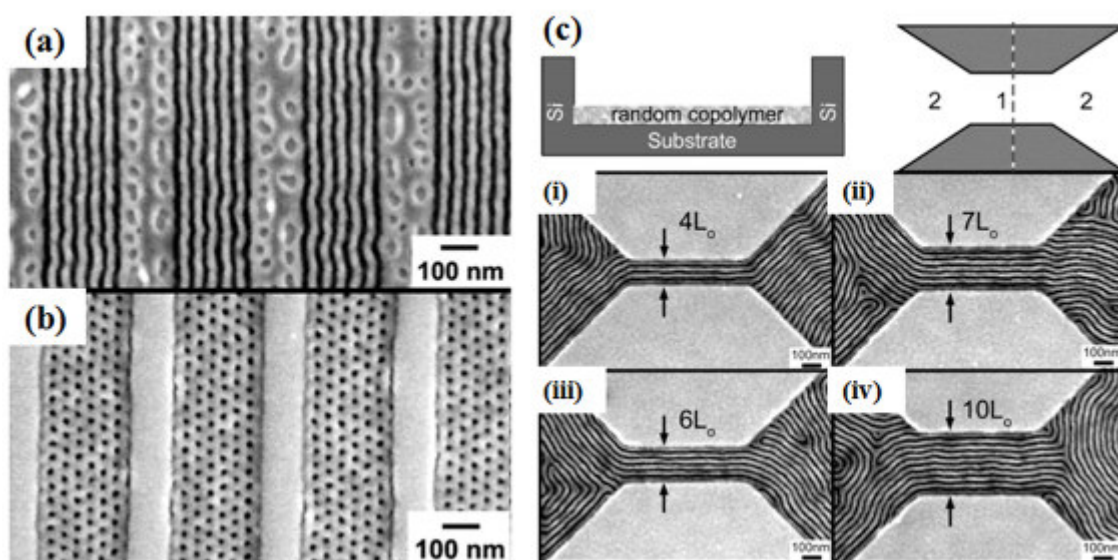 (a)
100 nm
(b)
100 nm
(c)
Si
random copolymer
Si
Substrate
2 1 2
(i)
4Lo
100nm
(ii)
7Lo
100nm
(iii)
6Lo
100nm
(iv)
10Lo
100nm